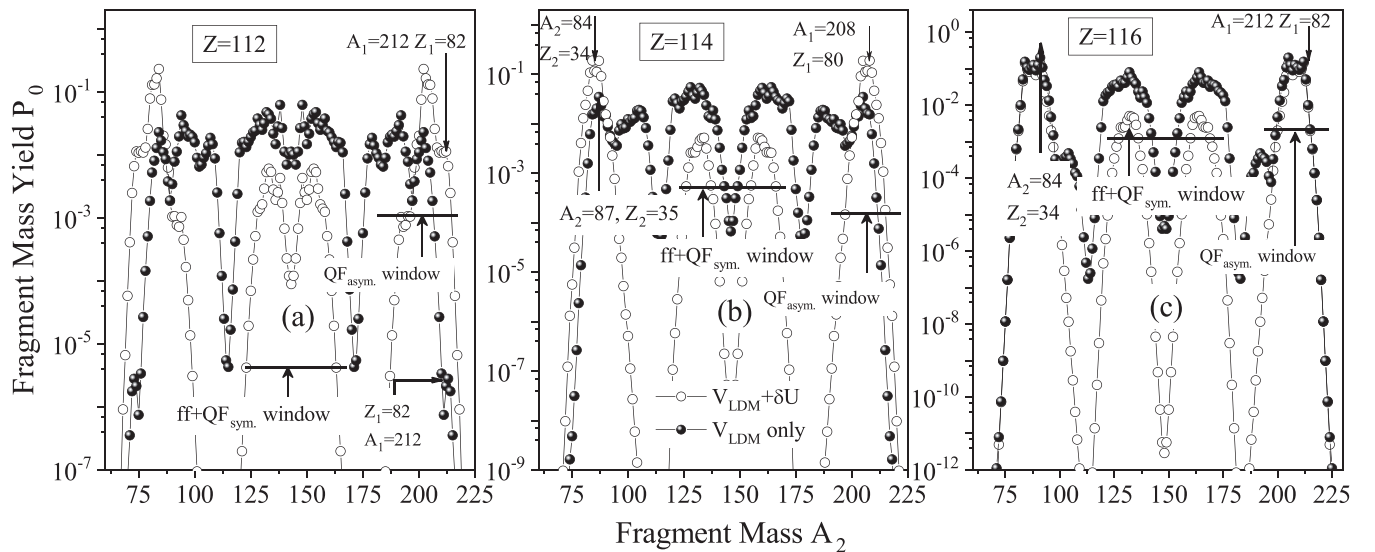 Fragment Mass Yield P0
Z=112
A1=212 Z1=82
QFasym. window
(a)
ff+QFsym. window
Z1=82
A1=212
10-1
10-3
10-5
10-7
75 100 125 150 175 200 225
A2=84
Z2=34
Z=114
A1=208
Z1=80
A2=87, Z2=35
ff+QFsym. window
QFasym. window
(b)
VLDM+δU
VLDM only
10-1
10-3
10-5
10-7
10-9
75 100 125 150 175 200 225
Z=116
A1=212 Z1=82
A2=84
Z2=34
ff+QFsym. window
QFasym. window
(c)
100
10-2
10-4
10-6
10-8
10-10
10-12
75 100 125 150 175 200 225
Fragment Mass A2